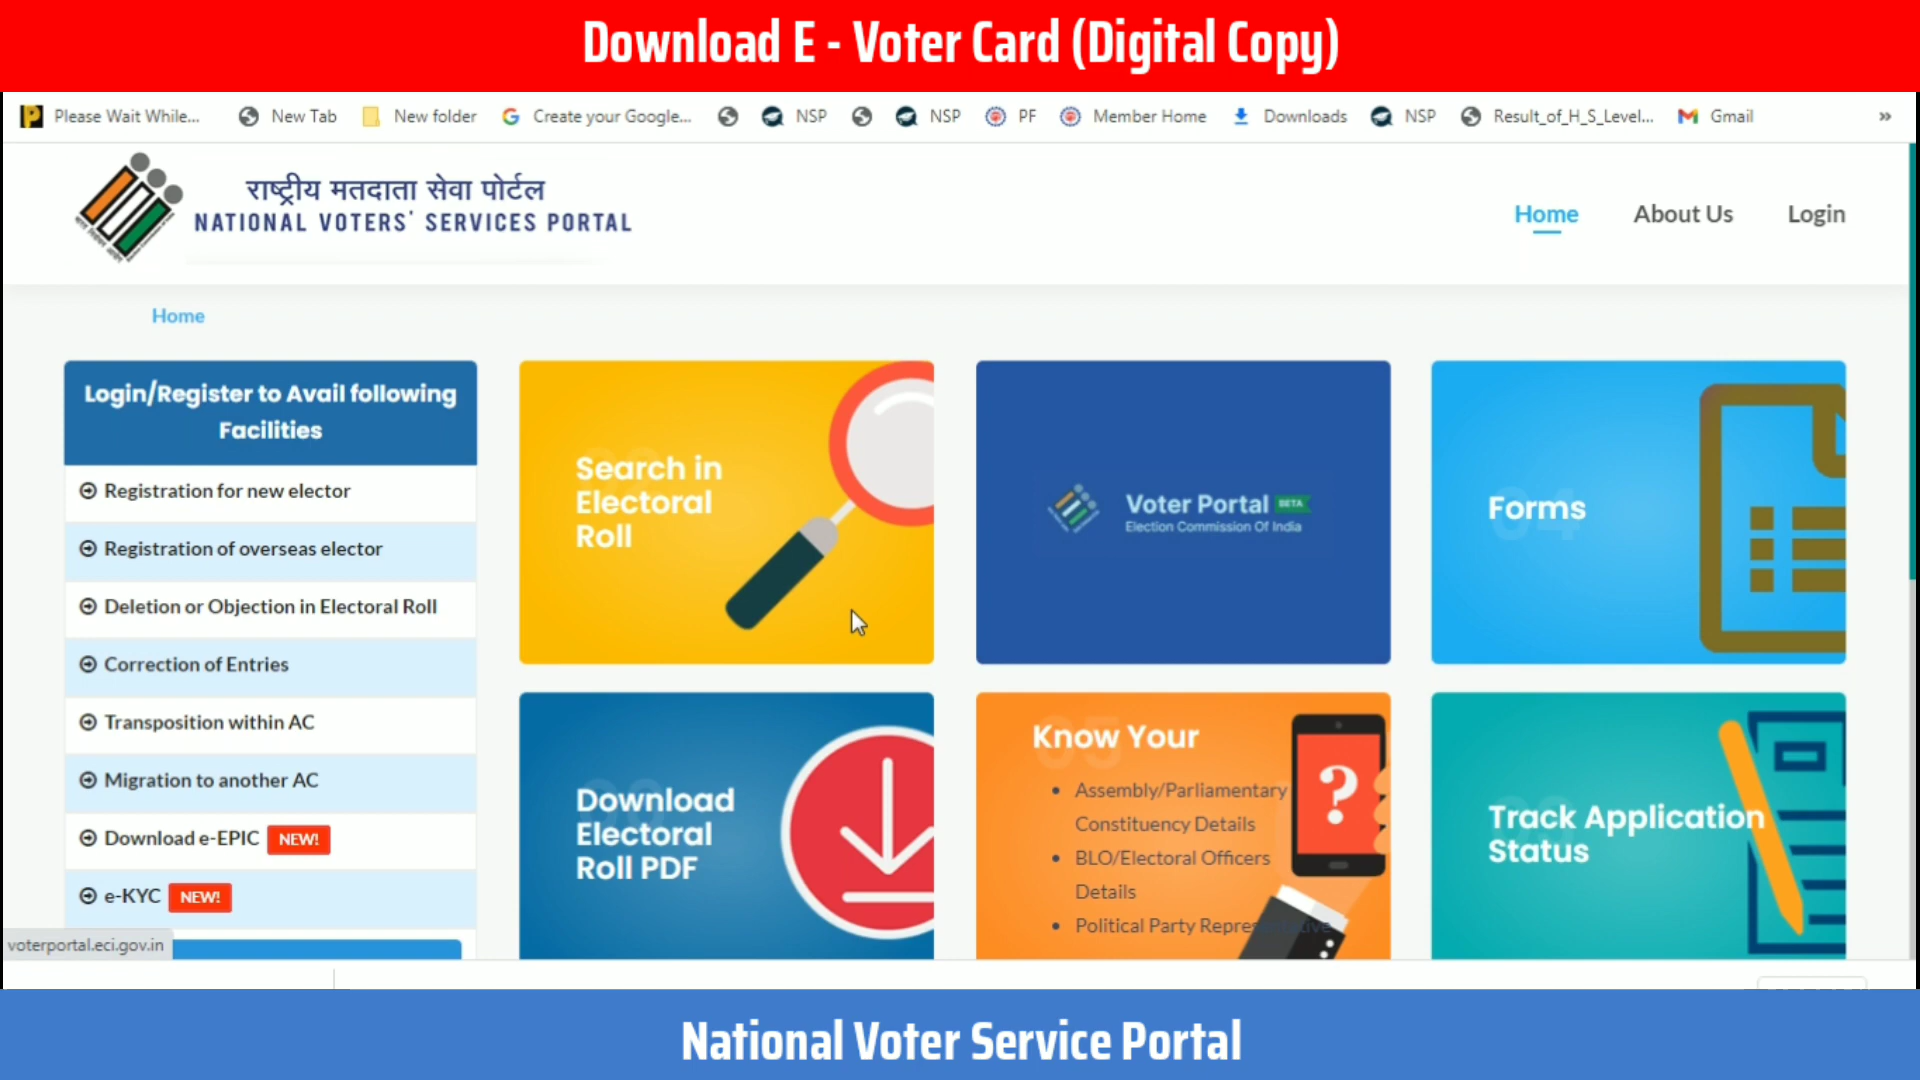 Download E - Voter Card (Digital Copy)
Please Wait While... New Tab New folder Create your Google... NSP NSP PF Member Home Downloads NSP Result_of_H_S_Level... Gmail »
राष्ट्रीय मतदाता सेवा पोर्टल
NATIONAL VOTERS' SERVICES PORTAL
Home About Us Login
Home
Login/Register to Avail following
Facilities
Registration for new elector
Registration of overseas elector
Deletion or Objection in Electoral Roll
Correction of Entries
Transposition within AC
Migration to another AC
Download e-EPIC NEW!
e-KYC NEW!
voterportal.eci.gov.in
Search in
Electoral
Roll
Voter Portal BETA
Election Commission Of India
Forms
Download
Electoral
Roll PDF
Know Your
• Assembly/Parliamentary
Constituency Details
• BLO/Electoral Officers
Details
• Political Party Representative
Track Application
Status
National Voter Service Portal